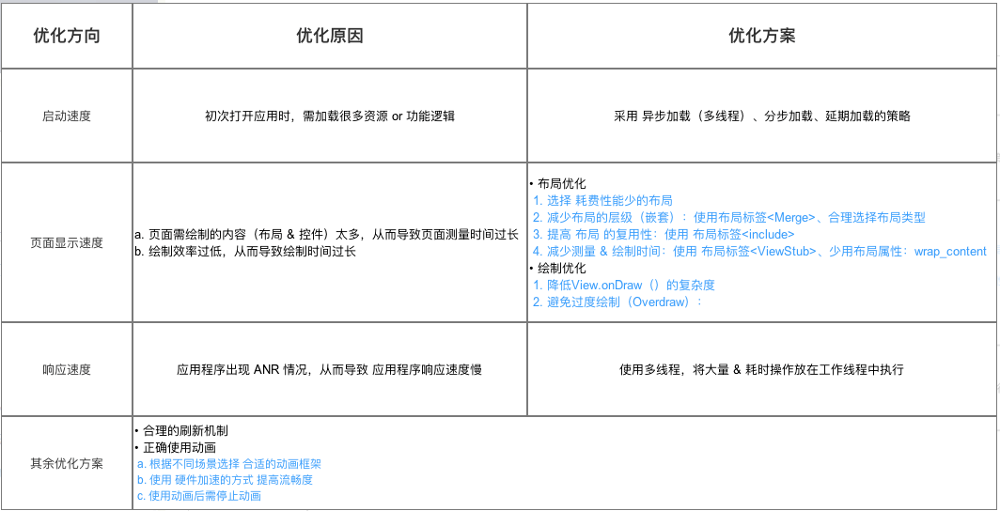 优化方向
优化原因
优化方案
启动速度
初次打开应用时，需加载很多资源 or 功能逻辑
采用 异步加载（多线程）、分步加载、延期加载的策略
页面显示速度
a. 页面需绘制的内容（布局 & 控件）太多，从而导致页面测量时间过长
b. 绘制效率过低，从而导致绘制时间过长
• 布局优化
1. 选择 耗费性能少的布局
2. 减少布局的层级（嵌套）：使用布局标签<Merge>、合理选择布局类型
3. 提高 布局 的复用性：使用 布局标签<include>
4. 减少测量 & 绘制时间：使用 布局标签<ViewStub>、少用布局属性：wrap_content
• 绘制优化
1. 降低View.onDraw（）的复杂度
2. 避免过度绘制（Overdraw）：
响应速度
应用程序出现 ANR 情况，从而导致 应用程序响应速度慢
使用多线程，将大量 & 耗时操作放在工作线程中执行
其余优化方案
• 合理的刷新机制
• 正确使用动画
a. 根据不同场景选择 合适的动画框架
b. 使用 硬件加速的方式 提高流畅度
c. 使用动画后需停止动画